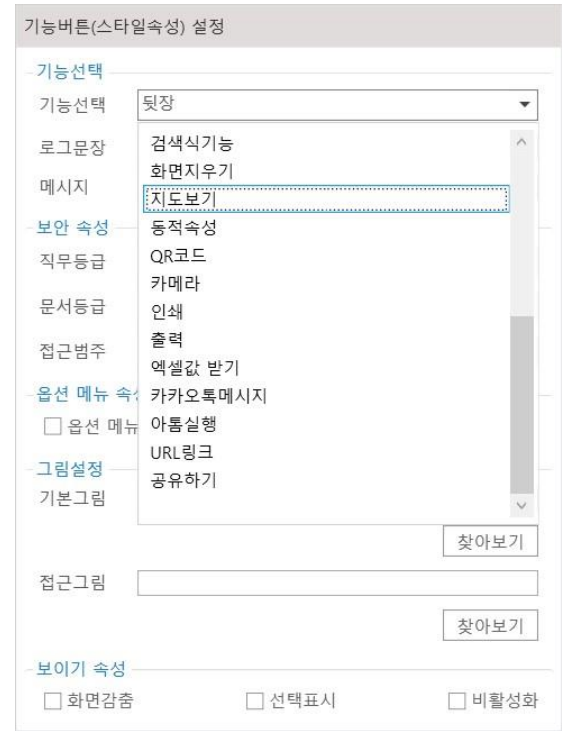 기능버튼(스타일속성) 설정
기능선택
기능선택 뒷장
로그문장
메시지
검색식기능
화면지우기
지도보기
동적속성
QR코드
카메라
인쇄
출력
엑셀값 받기
카카오톡메시지
아톰실행
URL링크
공유하기
보안 속성
직무등급
문서등급
접근범주
옵션 메뉴 속
옵션 메뉴
그림설정
기본그림
찾아보기
접근그림
찾아보기
보이기 속성
화면감춤 선택표시 비활성화